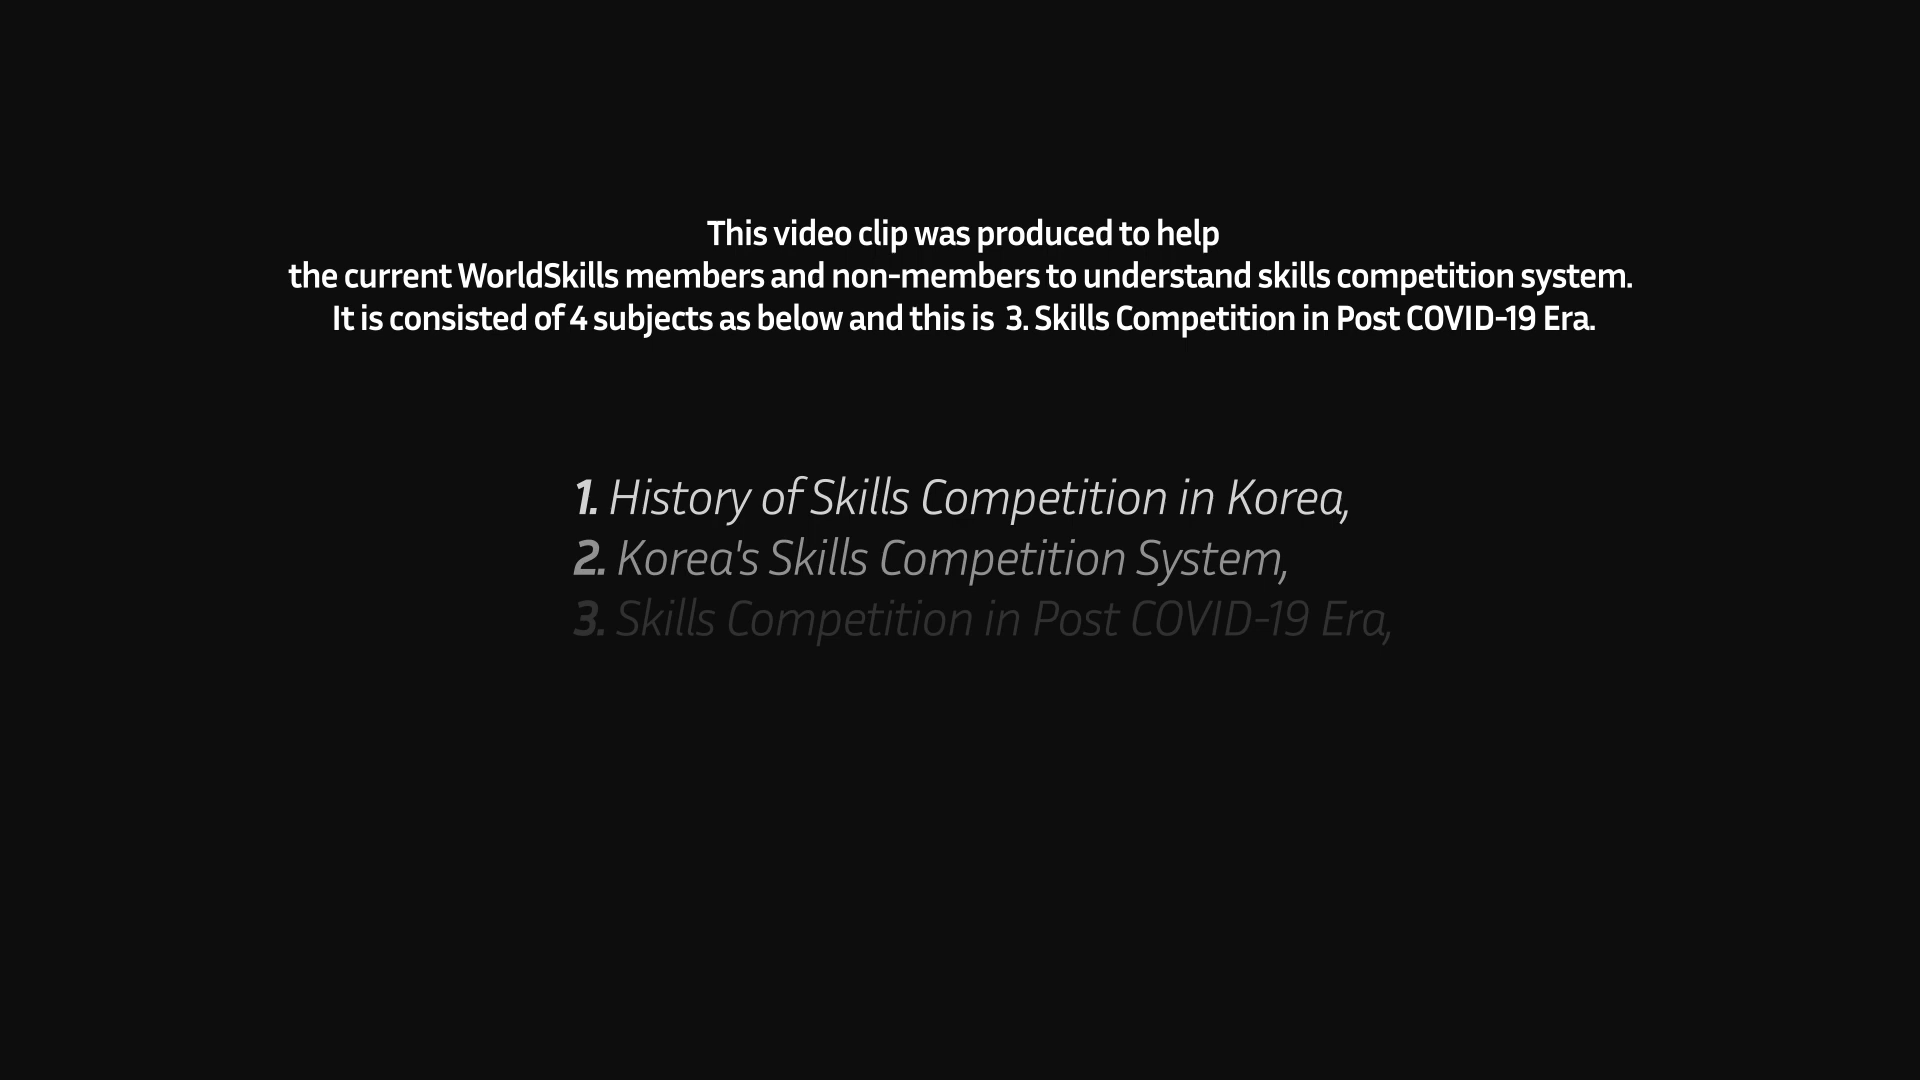 This video clip was produced to help
the current WorldSkills members and non-members to understand skills competition system.
It is consisted of 4 subjects as below and this is 3. Skills Competition in Post COVID-19 Era.
1. History of Skills Competition in Korea,
2. Korea's Skills Competition System,
3. Skills Competition in Post COVID-19 Era,